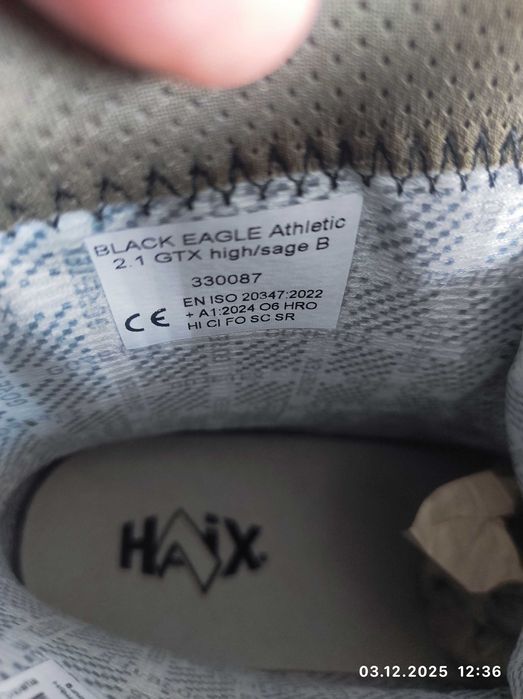 BLACK EAGLE Athletic
2.1 GTX high/sage B
330087
EN ISO 20347:2022
+ A1:2024 O6 HRO
HI CI FO SC SR
CE
HAIX
03.12.2025 12:36